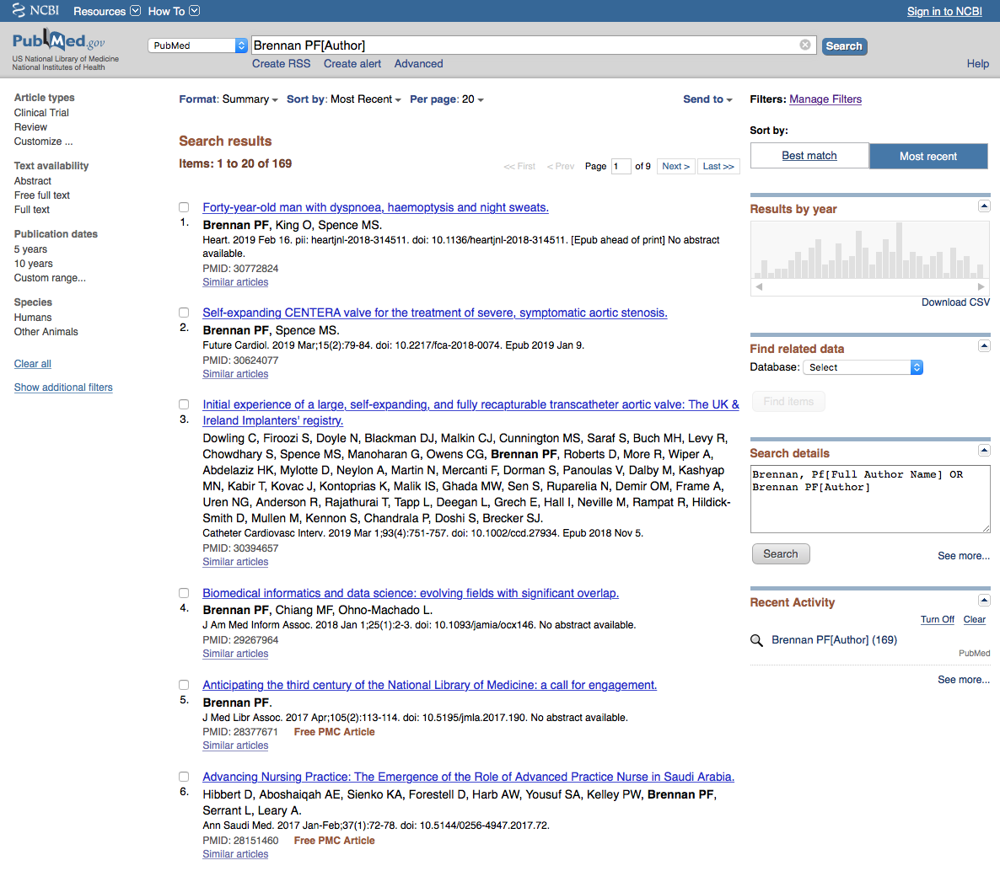 NCBI Resources How To Sign in to NCBI
PubMed.gov
US National Library of Medicine
National Institutes of Health
PubMed Brennan PF[Author] Search
Create RSS Create alert Advanced Help
Article types
Clinical Trial
Review
Customize ...
Text availability
Abstract
Free full text
Full text
Publication dates
5 years
10 years
Custom range...
Species
Humans
Other Animals
Clear all
Show additional filters
Format: Summary Sort by: Most Recent Per page: 20 Send to
Search results
Items: 1 to 20 of 169
<< First < Prev Page 1 of 9 Next > Last >>
Forty-year-old man with dyspnoea, haemoptysis and night sweats.
1. Brennan PF, King O, Spence MS.
Heart. 2019 Feb 16. pii: heartjnl-2018-314511. doi: 10.1136/heartjnl-2018-314511. [Epub ahead of print] No abstract
available.
PMID: 30772824
Similar articles
Self-expanding CENTERA valve for the treatment of severe, symptomatic aortic stenosis.
2. Brennan PF, Spence MS.
Future Cardiol. 2019 Mar;15(2):79-84. doi: 10.2217/fca-2018-0074. Epub 2019 Jan 9.
PMID: 30624077
Similar articles
Initial experience of a large, self-expanding, and fully recapturable transcatheter aortic valve: The UK &
3. Ireland Implanters' registry.
Dowling C, Firoozi S, Doyle N, Blackman DJ, Malkin CJ, Cunnington MS, Saraf S, Buch MH, Levy R,
Chowdhary S, Spence MS, Manoharan G, Owens CG, Brennan PF, Roberts D, More R, Wiper A,
Abdelaziz HK, Mylotte D, Neylon A, Martin N, Mercanti F, Dorman S, Panoulas V, Dalby M, Kashyap
MN, Kabir T, Kovac J, Kontoprias K, Malik IS, Ghada MW, Sen S, Ruparelia N, Demir OM, Frame A,
Uren NG, Anderson R, Rajathurai T, Tapp L, Deegan L, Grech E, Hall I, Neville M, Rampat R, Hildick-
Smith D, Mullen M, Kennon S, Chandrala P, Doshi S, Brecker SJ.
Catheter Cardiovasc Interv. 2019 Mar 1;93(4):751-757. doi: 10.1002/ccd.27934. Epub 2018 Nov 5.
PMID: 30394657
Similar articles
Biomedical informatics and data science: evolving fields with significant overlap.
4. Brennan PF, Chiang MF, Ohno-Machado L.
J Am Med Inform Assoc. 2018 Jan 1;25(1):2-3. doi: 10.1093/jamia/ocx146. No abstract available.
PMID: 29267964
Similar articles
Anticipating the third century of the National Library of Medicine: a call for engagement.
5. Brennan PF.
J Med Libr Assoc. 2017 Apr;105(2):113-114. doi: 10.5195/jmla.2017.190. No abstract available.
PMID: 28377671 Free PMC Article
Similar articles
Advancing Nursing Practice: The Emergence of the Role of Advanced Practice Nurse in Saudi Arabia.
6. Hibbert D, Aboshaiqah AE, Sienko KA, Forestell D, Harb AW, Yousuf SA, Kelley PW, Brennan PF,
Serrant L, Leary A.
Ann Saudi Med. 2017 Jan-Feb;37(1):72-78. doi: 10.5144/0256-4947.2017.72.
PMID: 28151460 Free PMC Article
Similar articles
Filters: Manage Filters
Sort by:
Best match Most recent
Results by year
Download CSV
Find related data
Database: Select
Find items
Search details
Brennan, Pf[Full Author Name] OR
Brennan PF[Author]
Search See more...
Recent Activity
Turn Off Clear
Brennan PF[Author] (169)
PubMed
See more...